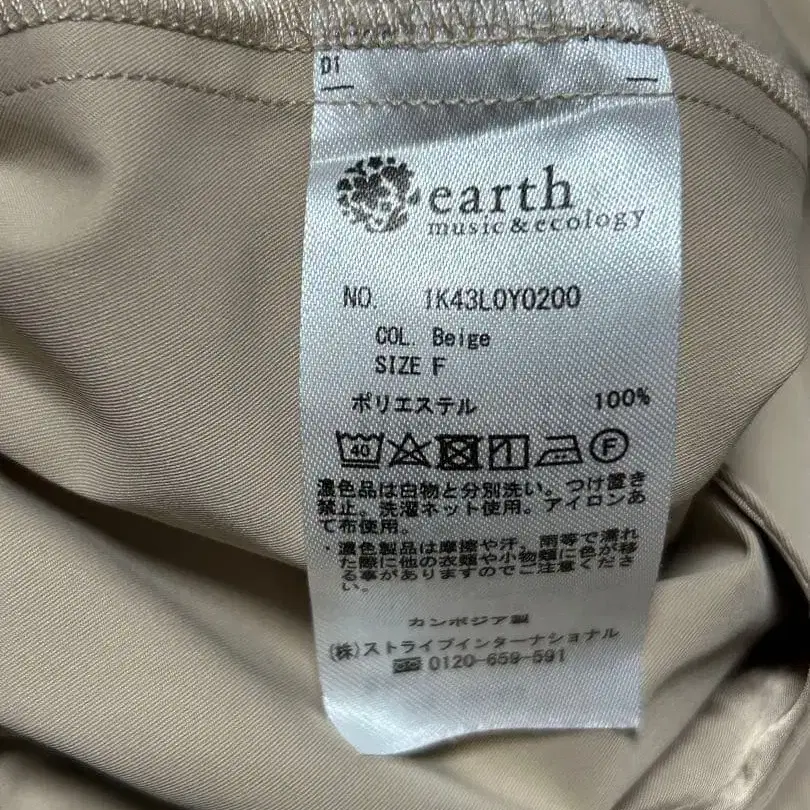 D1
earth
music&ecology
NO. 1K43L0Y0200
COL. Beige
SIZE F
ポリエステル 100%
40
F
濃色品は白物と分別洗い。つけ置き
禁止。洗濯ネット使用。アイロンあ
て布使用。
・濃色製品は摩擦や汗、雨等で濡れ
た際に他の衣類や小物類に色が移
る事がありますのでご注意くださ
い。
カンボジア製
(株)ストライプインターナショナル
0120-659-591